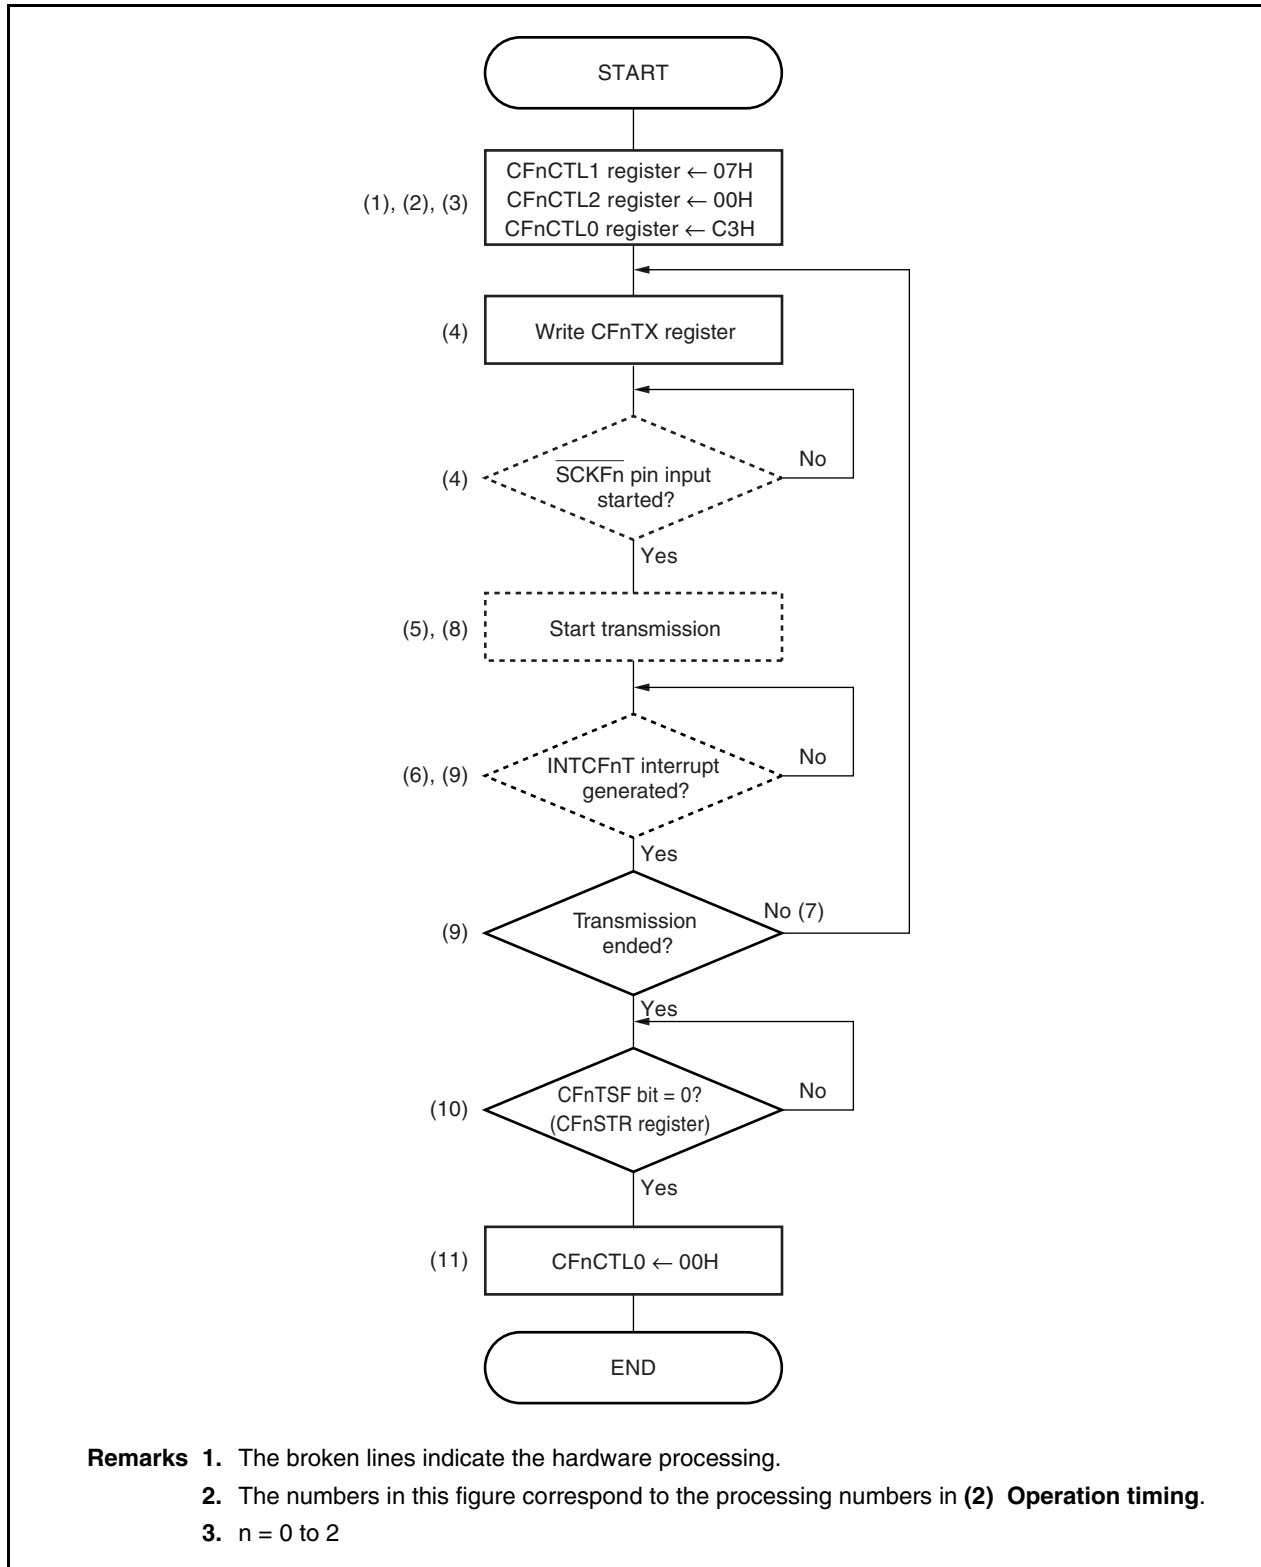 START
(1), (2), (3)
CFnCTL1 register ← 07H
CFnCTL2 register ← 00H
CFnCTL0 register ← C3H
(4)
Write CFnTX register
(4)
S̅C̅K̅F̅n̅ pin input
started?
No
Yes
(5), (8)
Start transmission
(6), (9)
INTCFnT interrupt
generated?
No
Yes
(9)
Transmission
ended?
No (7)
Yes
(10)
CFnTSF bit = 0?
(CFnSTR register)
No
Yes
(11)
CFnCTL0 ← 00H
END
Remarks 1. The broken lines indicate the hardware processing.
2. The numbers in this figure correspond to the processing numbers in (2) Operation timing.
3. n = 0 to 2